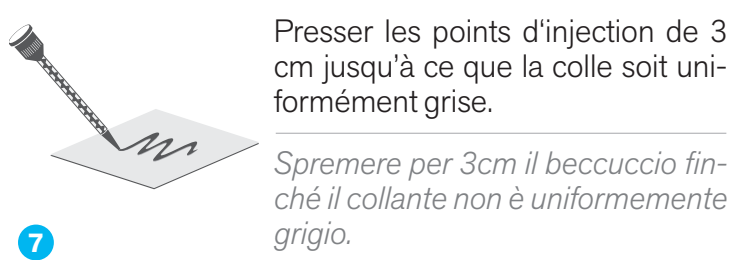 Presser les points d‘injection de 3
cm jusqu’à ce que la colle soit uni-
formément grise.
Spremere per 3cm il beccuccio fin-
ché il collante non è uniformemente
grigio.
7